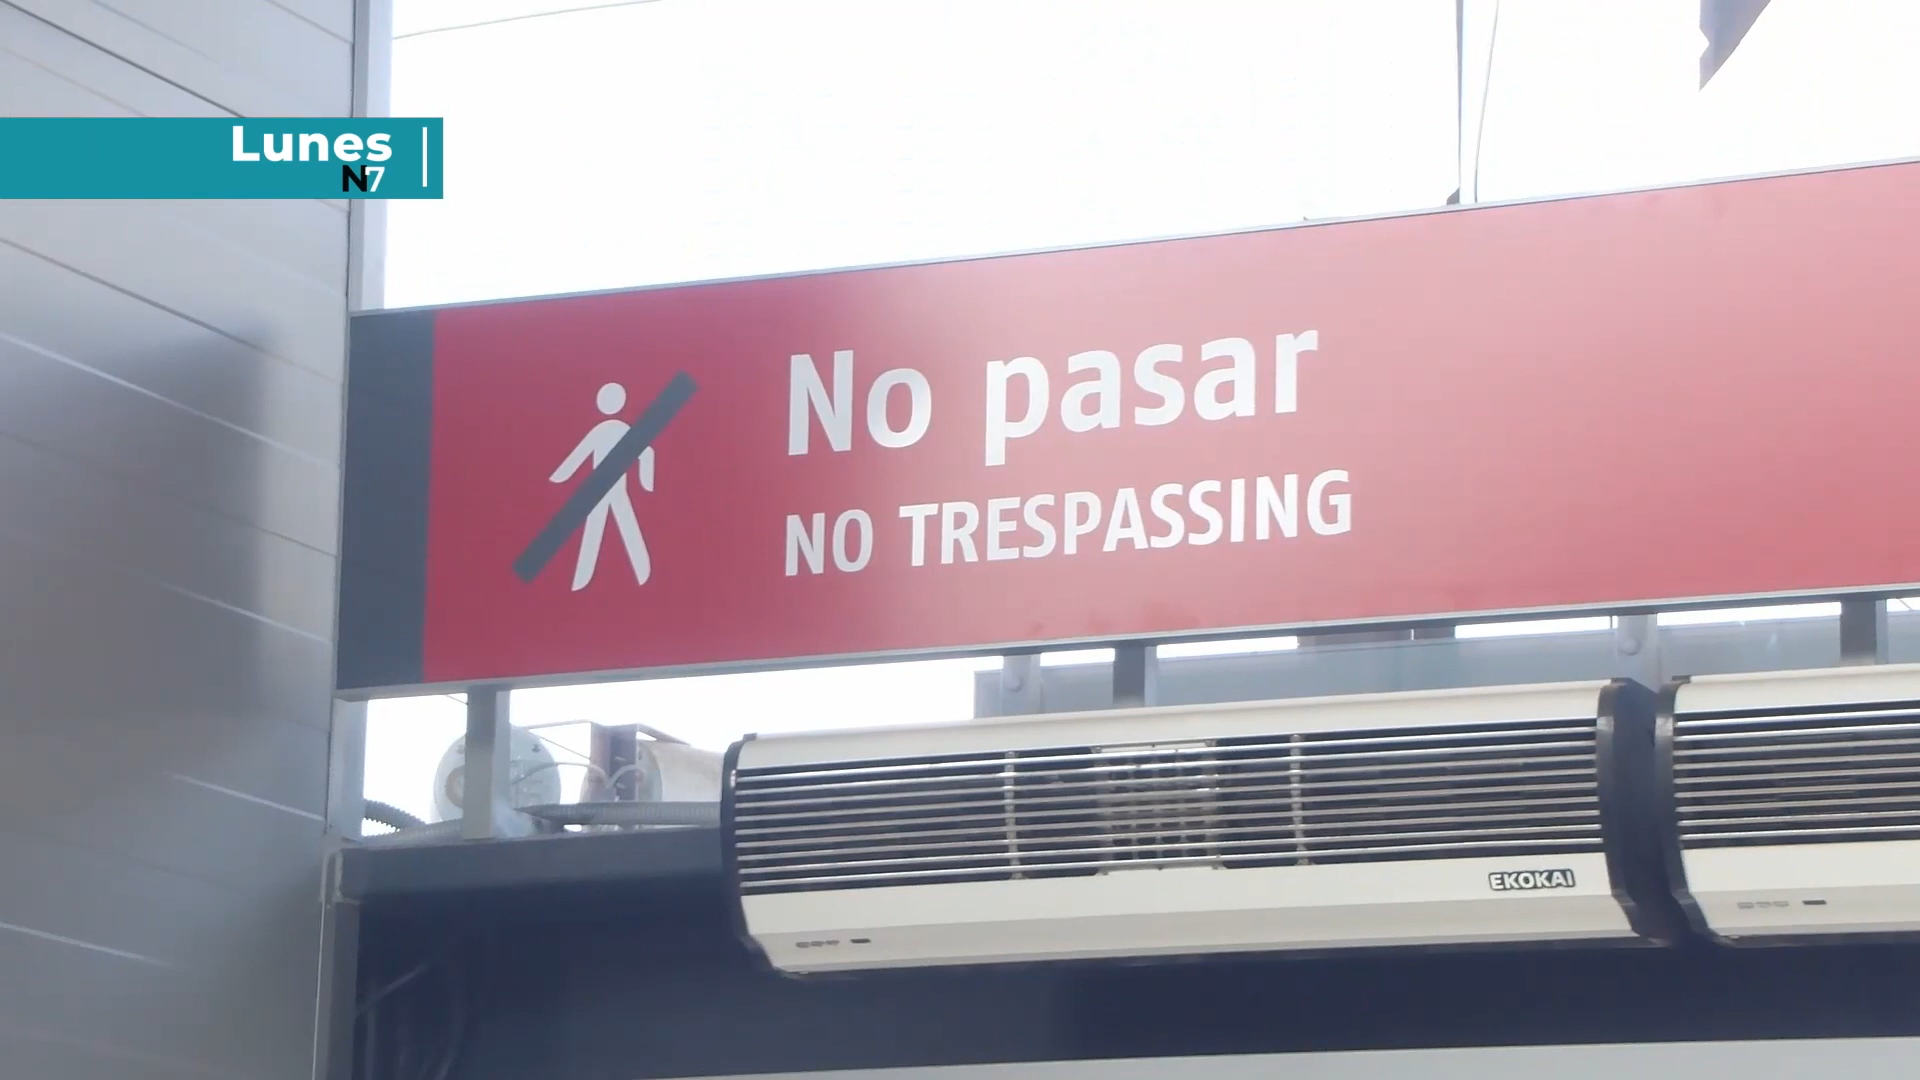 Lunes
N7
No pasar
NO TRESPASSING
EKOKAI